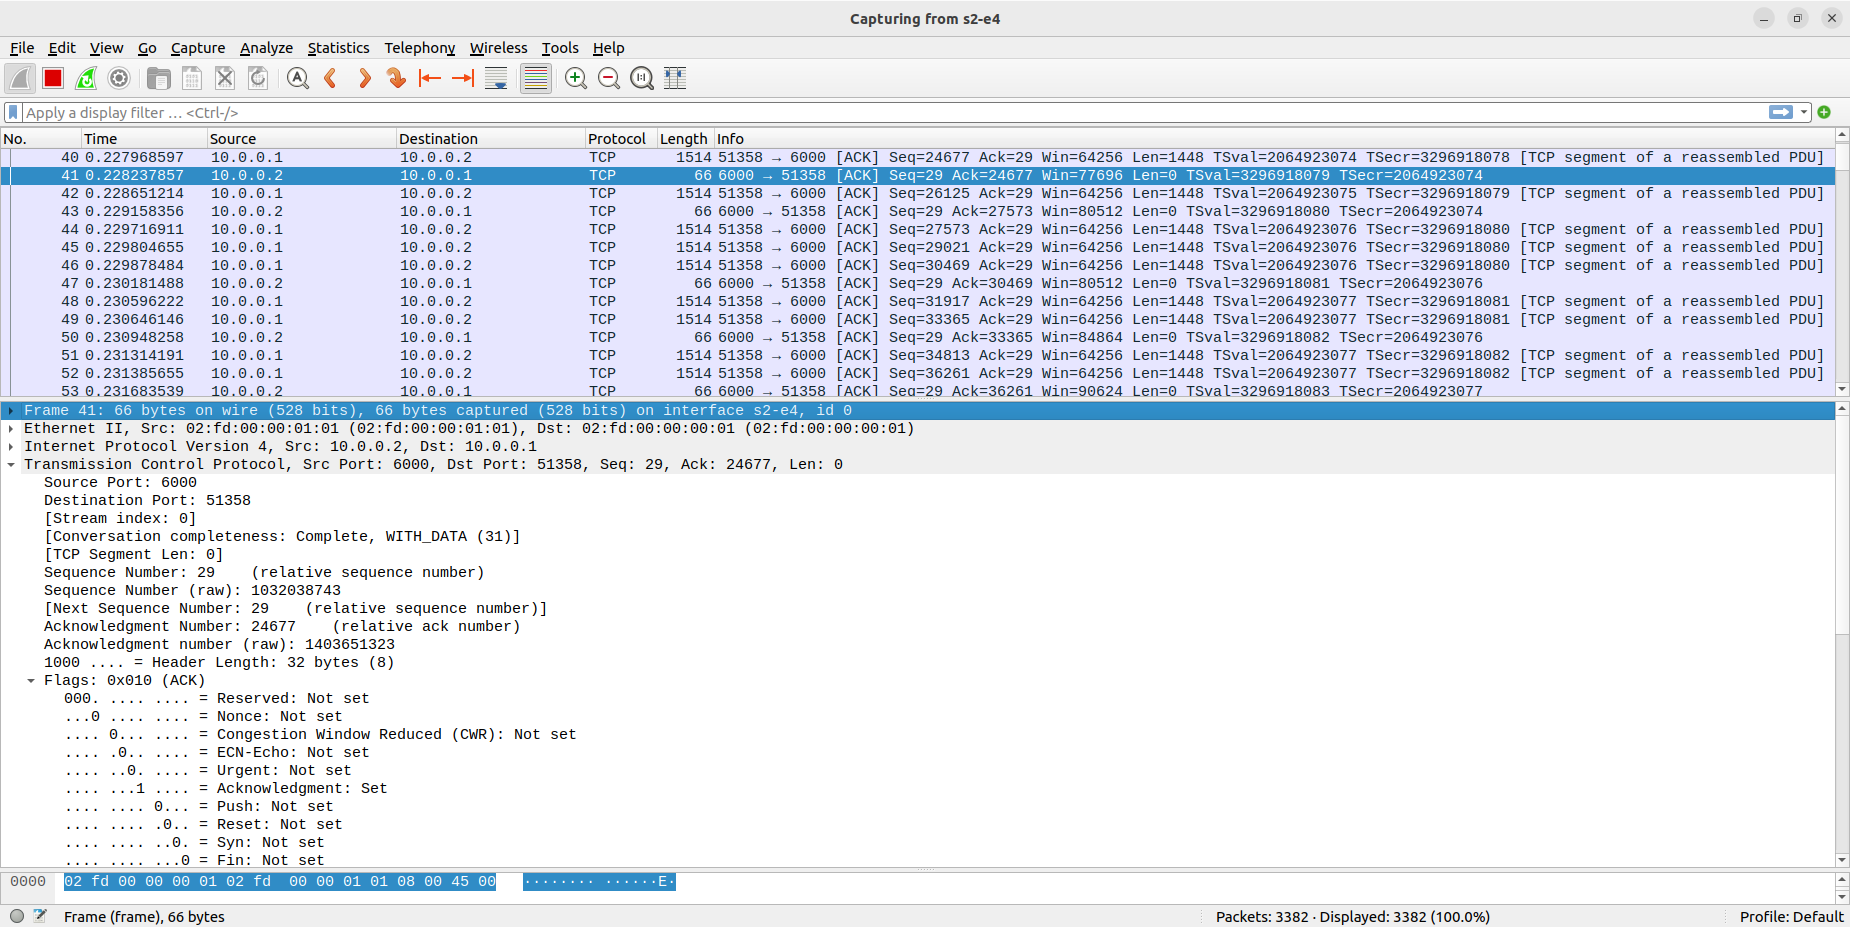 Capturing from s2-e4
File Edit View Go Capture Analyze Statistics Telephony Wireless Tools Help
Apply a display filter … <Ctrl-/>
No. Time Source Destination Protocol Length Info
40 0.227968597 10.0.0.1 10.0.0.2 TCP 1514 51358 → 6000 [ACK] Seq=24677 Ack=29 Win=64256 Len=1448 TSval=2064923074 TSecr=3296918078 [TCP segment of a reassembled PDU]
41 0.228237857 10.0.0.2 10.0.0.1 TCP 66 6000 → 51358 [ACK] Seq=29 Ack=24677 Win=77696 Len=0 TSval=3296918079 TSecr=2064923074
42 0.228651214 10.0.0.1 10.0.0.2 TCP 1514 51358 → 6000 [ACK] Seq=26125 Ack=29 Win=64256 Len=1448 TSval=2064923075 TSecr=3296918079 [TCP segment of a reassembled PDU]
43 0.229158356 10.0.0.2 10.0.0.1 TCP 66 6000 → 51358 [ACK] Seq=29 Ack=27573 Win=80512 Len=0 TSval=3296918080 TSecr=2064923074
44 0.229716911 10.0.0.1 10.0.0.2 TCP 1514 51358 → 6000 [ACK] Seq=27573 Ack=29 Win=64256 Len=1448 TSval=2064923076 TSecr=3296918080 [TCP segment of a reassembled PDU]
45 0.229804655 10.0.0.1 10.0.0.2 TCP 1514 51358 → 6000 [ACK] Seq=29021 Ack=29 Win=64256 Len=1448 TSval=2064923076 TSecr=3296918080 [TCP segment of a reassembled PDU]
46 0.229878484 10.0.0.1 10.0.0.2 TCP 1514 51358 → 6000 [ACK] Seq=30469 Ack=29 Win=64256 Len=1448 TSval=2064923076 TSecr=3296918080 [TCP segment of a reassembled PDU]
47 0.230181488 10.0.0.2 10.0.0.1 TCP 66 6000 → 51358 [ACK] Seq=29 Ack=30469 Win=80512 Len=0 TSval=3296918081 TSecr=2064923076
48 0.230596222 10.0.0.1 10.0.0.2 TCP 1514 51358 → 6000 [ACK] Seq=31917 Ack=29 Win=64256 Len=1448 TSval=2064923077 TSecr=3296918081 [TCP segment of a reassembled PDU]
49 0.230646146 10.0.0.1 10.0.0.2 TCP 1514 51358 → 6000 [ACK] Seq=33365 Ack=29 Win=64256 Len=1448 TSval=2064923077 TSecr=3296918081 [TCP segment of a reassembled PDU]
50 0.230948258 10.0.0.2 10.0.0.1 TCP 66 6000 → 51358 [ACK] Seq=29 Ack=33365 Win=84864 Len=0 TSval=3296918082 TSecr=2064923076
51 0.231314191 10.0.0.1 10.0.0.2 TCP 1514 51358 → 6000 [ACK] Seq=34813 Ack=29 Win=64256 Len=1448 TSval=2064923077 TSecr=3296918082 [TCP segment of a reassembled PDU]
52 0.231385655 10.0.0.1 10.0.0.2 TCP 1514 51358 → 6000 [ACK] Seq=36261 Ack=29 Win=64256 Len=1448 TSval=2064923077 TSecr=3296918082 [TCP segment of a reassembled PDU]
53 0.231683539 10.0.0.2 10.0.0.1 TCP 66 6000 → 51358 [ACK] Seq=29 Ack=36261 Win=90624 Len=0 TSval=3296918083 TSecr=2064923077
Frame 41: 66 bytes on wire (528 bits), 66 bytes captured (528 bits) on interface s2-e4, id 0
Ethernet II, Src: 02:fd:00:00:01:01 (02:fd:00:00:01:01), Dst: 02:fd:00:00:00:01 (02:fd:00:00:00:01)
Internet Protocol Version 4, Src: 10.0.0.2, Dst: 10.0.0.1
Transmission Control Protocol, Src Port: 6000, Dst Port: 51358, Seq: 29, Ack: 24677, Len: 0
Source Port: 6000
Destination Port: 51358
[Stream index: 0]
[Conversation completeness: Complete, WITH_DATA (31)]
[TCP Segment Len: 0]
Sequence Number: 29 (relative sequence number)
Sequence Number (raw): 1032038743
[Next Sequence Number: 29 (relative sequence number)]
Acknowledgment Number: 24677 (relative ack number)
Acknowledgment number (raw): 1403651323
1000 .... = Header Length: 32 bytes (8)
Flags: 0x010 (ACK)
000. .... .... = Reserved: Not set
...0 .... .... = Nonce: Not set
.... 0... .... = Congestion Window Reduced (CWR): Not set
.... .0.. .... = ECN-Echo: Not set
.... ..0. .... = Urgent: Not set
.... ...1 .... = Acknowledgment: Set
.... .... 0... = Push: Not set
.... .... .0.. = Reset: Not set
.... .... ..0. = Syn: Not set
.... .... ...0 = Fin: Not set
0000 02 fd 00 00 00 01 02 fd 00 00 01 01 08 00 45 00 ········ ······E·
Frame (frame), 66 bytes Packets: 3382 · Displayed: 3382 (100.0%) Profile: Default